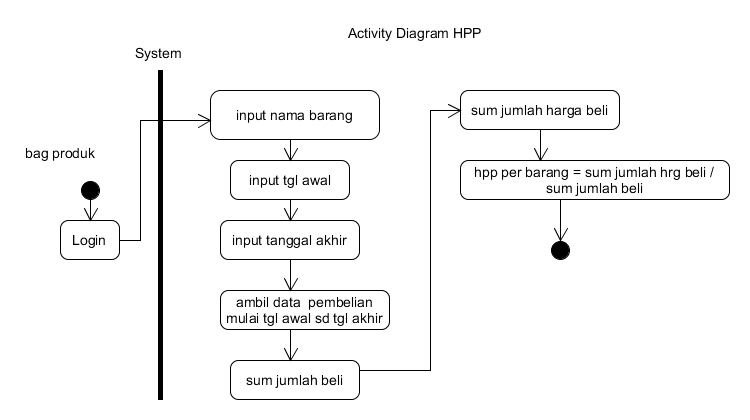 Activity Diagram HPP
System
bag produk
Login
input nama barang
input tgl awal
input tanggal akhir
ambil data pembelian
mulai tgl awal sd tgl akhir
sum jumlah beli
sum jumlah harga beli
hpp per barang = sum jumlah hrg beli /
sum jumlah beli